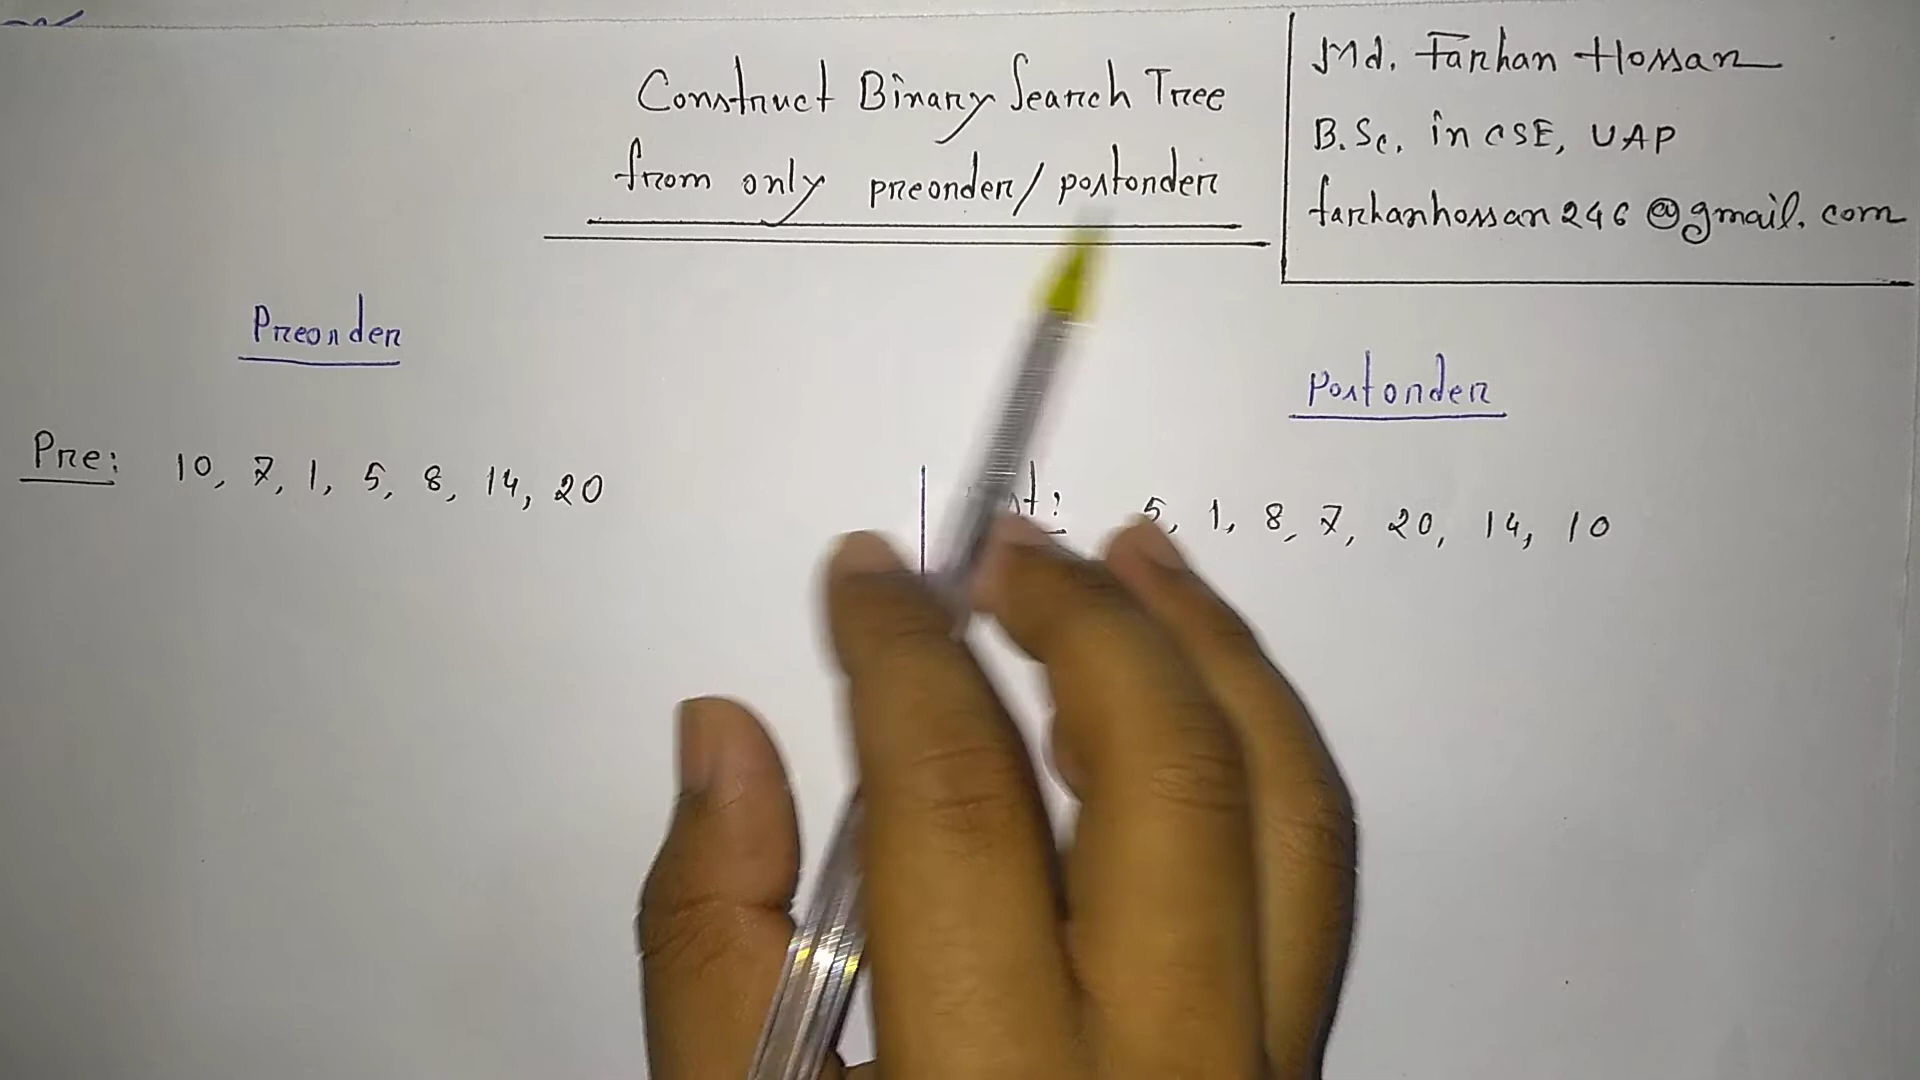 Construct Binary Search Tree
from only preorder/postorder
Md. Farhan Hossan
B.Sc. in CSE, UAP
farhanhossan246@gmail.com
Preorder
Pre: 10, 7, 1, 5, 8, 14, 20
Postorder
5, 1, 8, 7, 20, 14, 10